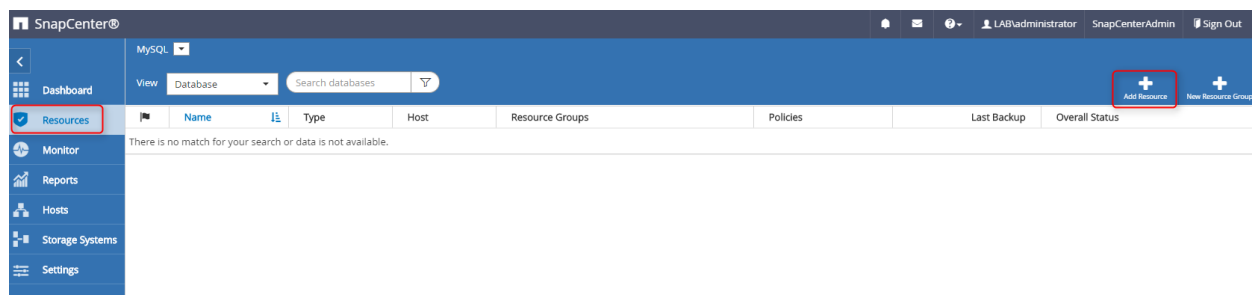 SnapCenter® LAB\administrator SnapCenterAdmin Sign Out
MySQL
View Database Search databases
Add Resource New Resource Group
Dashboard
Resources
Monitor
Reports
Hosts
Storage Systems
Settings
Name Type Host Resource Groups Policies Last Backup Overall Status
There is no match for your search or data is not available.